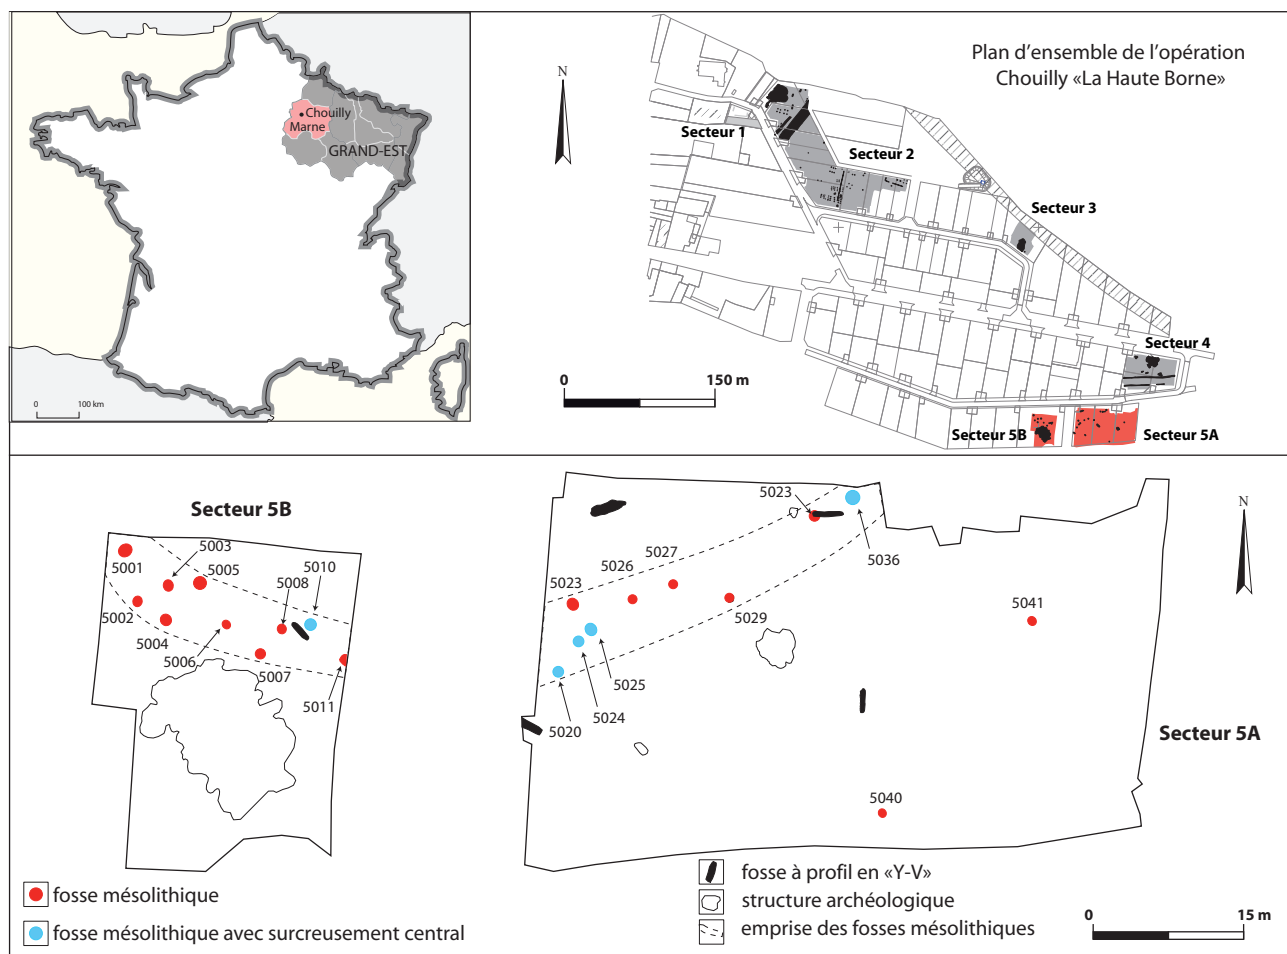 Chouilly
Marne
GRAND-EST
0 100 km
N
Plan d'ensemble de l'opération
Chouilly «La Haute Borne»
Secteur 1
Secteur 2
Secteur 3
Secteur 4
0 150 m
Secteur 5B
Secteur 5A
Secteur 5B
5001
5003
5005
5008
5010
5002
5004
5006
5007
5011
5023
5036
5027
5026
5023
5029
5041
5025
5024
5020
5040
N
Secteur 5A
fosse mésolithique
fosse mésolithique avec surcreusement central
fosse à profil en «Y-V»
structure archéologique
emprise des fosses mésolithiques
0 15 m